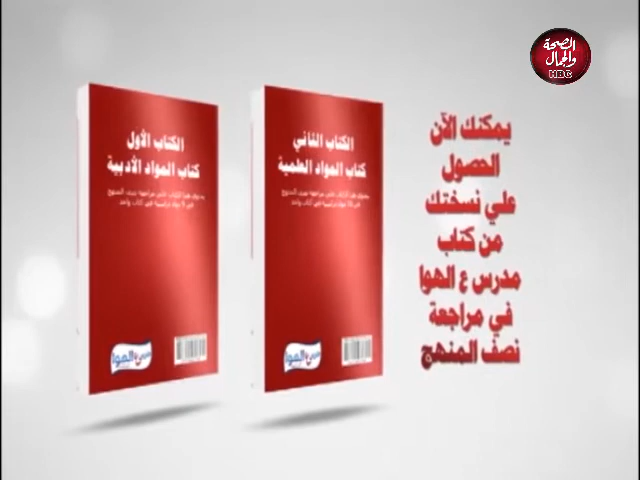 الصحة
والجمال
HBC
يمكنك الآن
الحصول
علي نسختك
من كتاب
مدرس ع الهوا
في مراجعة
نصف المنهج
الكتاب الثاني
كتاب المواد العلمية
الكتاب الأول
كتاب المواد الأدبية